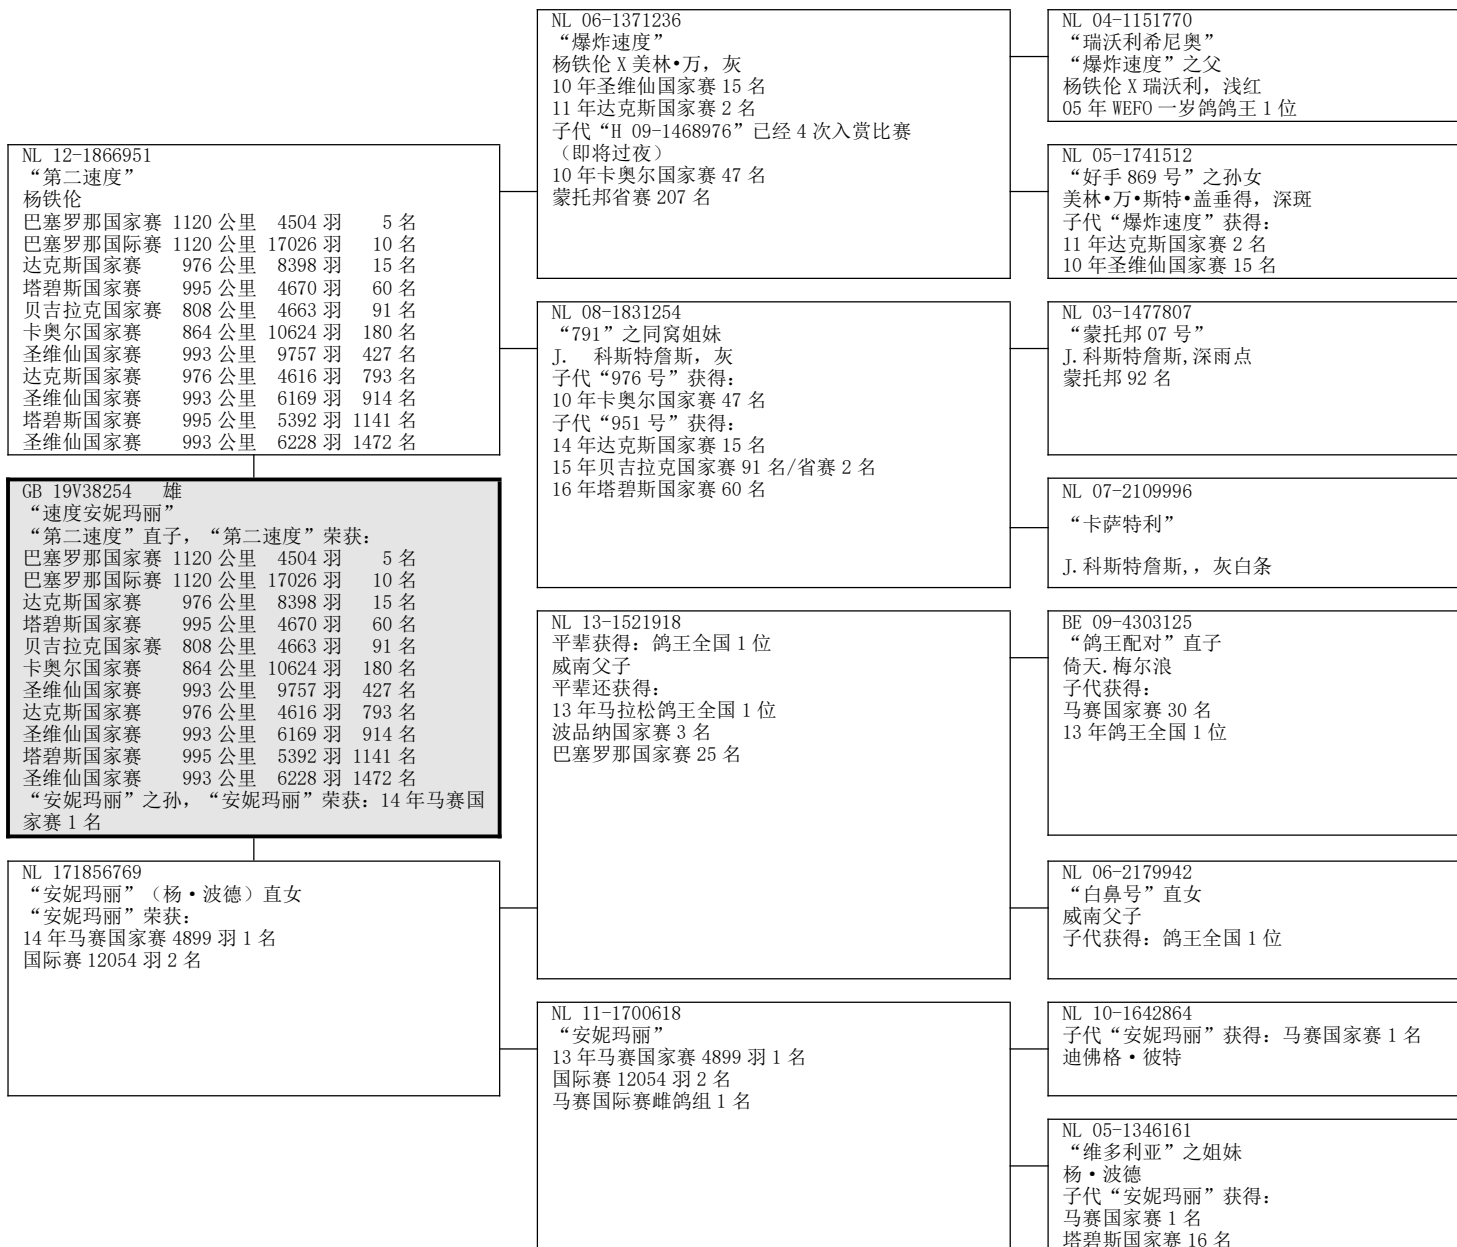 NL 12-1866951
“第二速度”
杨铁伦
巴塞罗那国家赛 1120 公里 4504 羽 5 名
巴塞罗那国际赛 1120 公里 17026 羽 10 名
达克斯国家赛 976 公里 8398 羽 15 名
塔碧斯国家赛 995 公里 4670 羽 60 名
贝吉拉克国家赛 808 公里 4663 羽 91 名
卡奥尔国家赛 864 公里 10624 羽 180 名
圣维仙国家赛 993 公里 9757 羽 427 名
达克斯国家赛 976 公里 4616 羽 793 名
圣维仙国家赛 993 公里 6169 羽 914 名
塔碧斯国家赛 995 公里 5392 羽 1141 名
圣维仙国家赛 993 公里 6228 羽 1472 名
GB 19V38254 雄
“速度安妮玛丽”
“第二速度”直子，“第二速度”荣获：
巴塞罗那国家赛 1120 公里 4504 羽 5 名
巴塞罗那国际赛 1120 公里 17026 羽 10 名
达克斯国家赛 976 公里 8398 羽 15 名
塔碧斯国家赛 995 公里 4670 羽 60 名
贝吉拉克国家赛 808 公里 4663 羽 91 名
卡奥尔国家赛 864 公里 10624 羽 180 名
圣维仙国家赛 993 公里 9757 羽 427 名
达克斯国家赛 976 公里 4616 羽 793 名
圣维仙国家赛 993 公里 6169 羽 914 名
塔碧斯国家赛 995 公里 5392 羽 1141 名
圣维仙国家赛 993 公里 6228 羽 1472 名
“安妮玛丽”之孙，“安妮玛丽”荣获：14 年马赛国
家赛 1 名
NL 171856769
“安妮玛丽”（杨·波德）直女
“安妮玛丽”荣获：
14 年马赛国家赛 4899 羽 1 名
国际赛 12054 羽 2 名
NL 06-1371236
“爆炸速度”
杨铁伦 X 美林•万，灰
10 年圣维仙国家赛 15 名
11 年达克斯国家赛 2 名
子代“H 09-1468976”已经 4 次入赏比赛
（即将过夜）
10 年卡奥尔国家赛 47 名
蒙托邦省赛 207 名
NL 08-1831254
“791”之同窝姐妹
J. 科斯特詹斯，灰
子代“976 号”获得：
10 年卡奥尔国家赛 47 名
子代“951 号”获得：
14 年达克斯国家赛 15 名
15 年贝吉拉克国家赛 91 名/省赛 2 名
16 年塔碧斯国家赛 60 名
NL 13-1521918
平辈获得：鸽王全国 1 位
威南父子
平辈还获得：
13 年马拉松鸽王全国 1 位
波品纳国家赛 3 名
巴塞罗那国家赛 25 名
NL 11-1700618
“安妮玛丽”
13 年马赛国家赛 4899 羽 1 名
国际赛 12054 羽 2 名
马赛国际赛雌鸽组 1 名
NL 04-1151770
“瑞沃利希尼奥”
“爆炸速度”之父
杨铁伦 X 瑞沃利，浅红
05 年 WEFO 一岁鸽鸽王 1 位
NL 05-1741512
“好手 869 号”之孙女
美林•万•斯特•盖垂得，深斑
子代“爆炸速度”获得：
11 年达克斯国家赛 2 名
10 年圣维仙国家赛 15 名
NL 03-1477807
“蒙托邦 07 号”
J.科斯特詹斯,深雨点
蒙托邦 92 名
NL 07-2109996
“卡萨特利”
J.科斯特詹斯,，灰白条
BE 09-4303125
“鸽王配对”直子
倚天.梅尔浪
子代获得：
马赛国家赛 30 名
13 年鸽王全国 1 位
NL 06-2179942
“白鼻号”直女
威南父子
子代获得：鸽王全国 1 位
NL 10-1642864
子代“安妮玛丽”获得：马赛国家赛 1 名
迪佛格·彼特
NL 05-1346161
“维多利亚”之姐妹
杨·波德
子代“安妮玛丽”获得：
马赛国家赛 1 名
塔碧斯国家赛 16 名